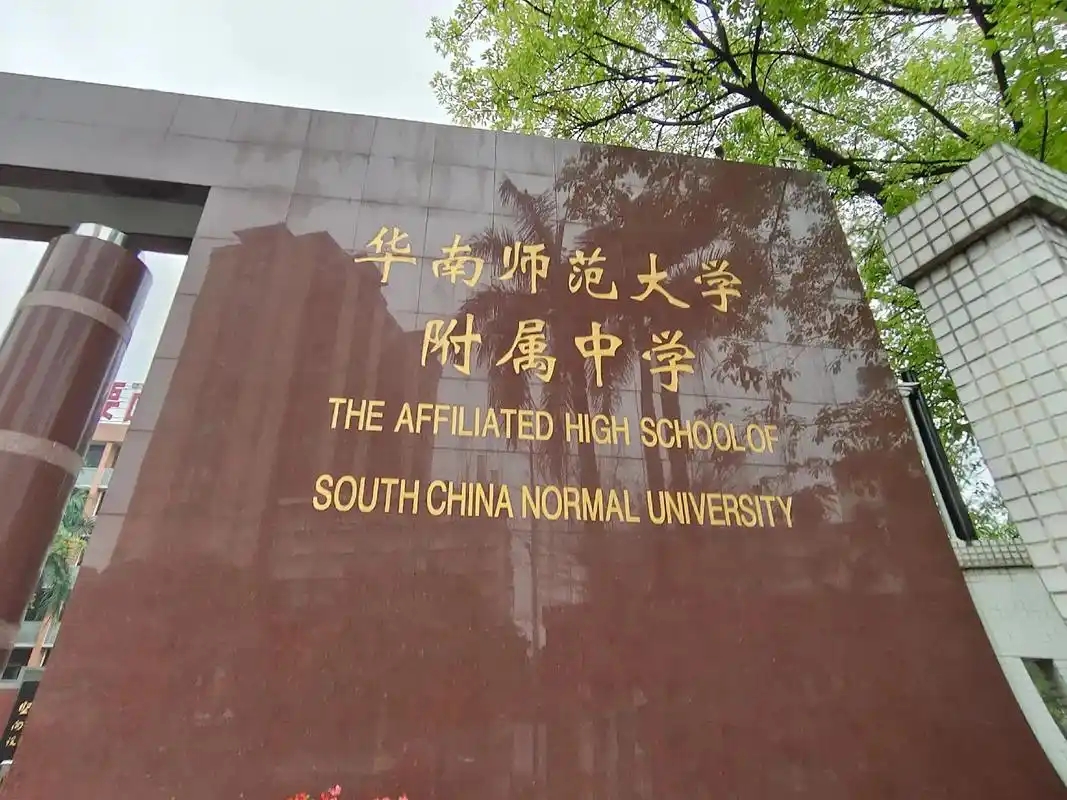 华南师范大学
附属中学
THE AFFILIATED HIGH SCHOOL OF
SOUTH CHINA NORMAL UNIVERSITY